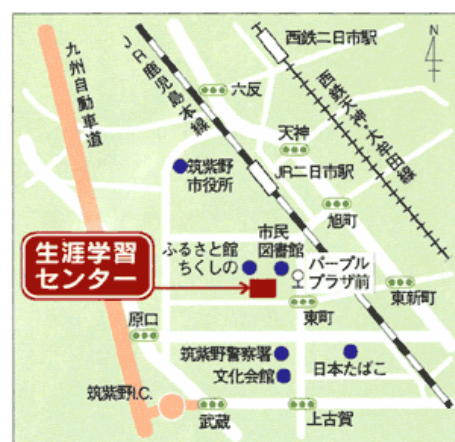 西鉄二日市駅
N
4
九州自動車道
JR鹿児島本線
六反
西鉄天神・大牟田線
天神
筑紫野
市役所
JR二日市駅
旭町
市民
図書館
ふるさと館
ちくしの
生涯学習
センター
パープル
プラザ前
東新町
東町
原口
筑紫野警察署
文化会館
日本たばこ
筑紫野I.C.
武蔵
上古賀